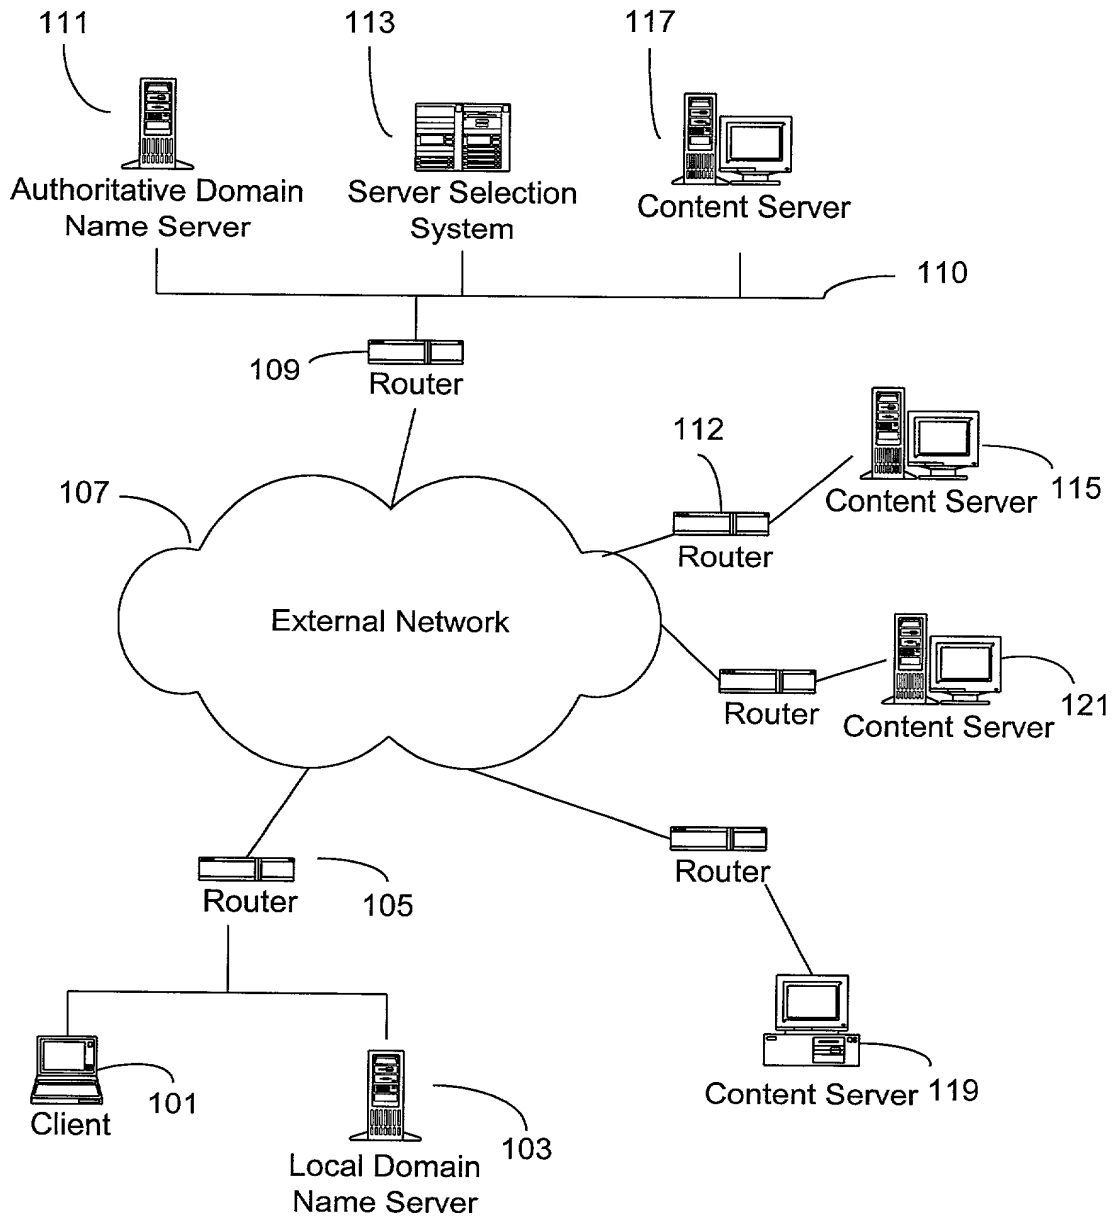 111
113
117
Authoritative Domain
Name Server
Server Selection
System
Content Server
110
109
Router
112
107
115
Content Server
Router
External Network
121
Router
Content Server
Router
Router
105
119
Content Server
101
Client
103
Local Domain
Name Server